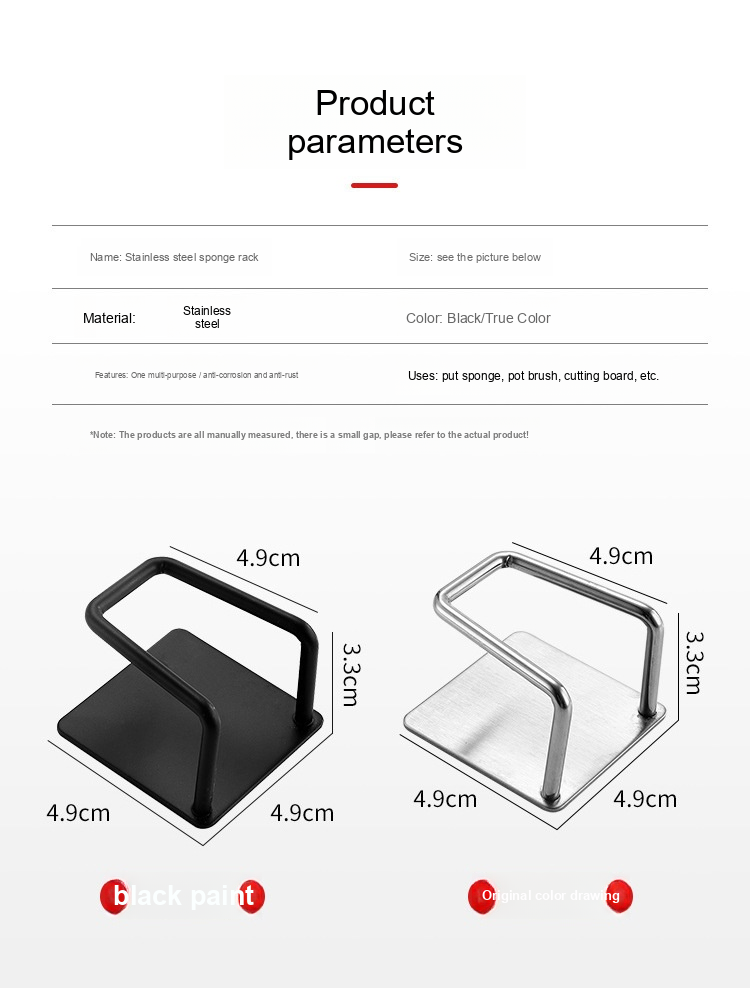 Product
parameters
Name: Stainless steel sponge rack
Size: see the picture below
Material:
Stainless
steel
Color: Black/True Color
Features: One multi-purpose / anti-corrosion and anti-rust
Uses: put sponge, pot brush, cutting board, etc.
*Note: The products are all manually measured, there is a small gap, please refer to the actual product!
4.9cm
4.9cm
3.3cm
3.3cm
4.9cm
4.9cm
4.9cm
4.9cm
black paint
Original color drawing